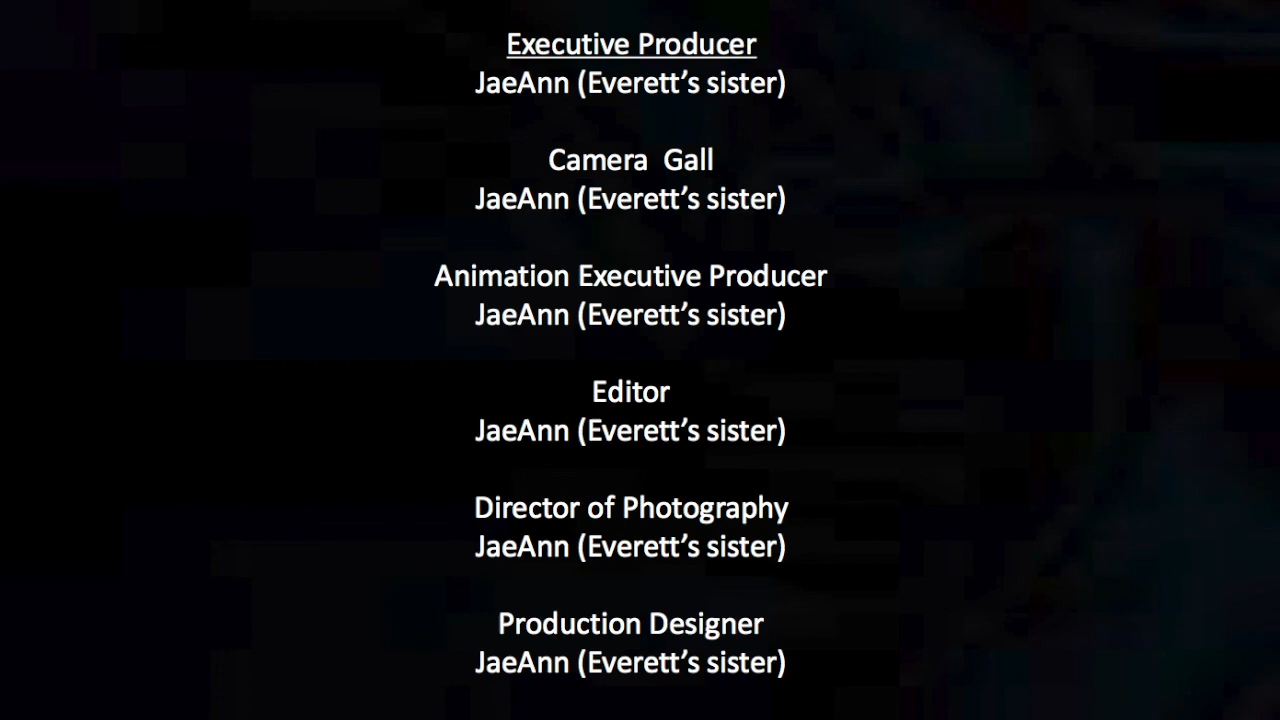 Executive Producer
JaeAnn (Everett’s sister)
Camera  Gall
JaeAnn (Everett’s sister)
Animation Executive Producer
JaeAnn (Everett’s sister)
Editor
JaeAnn (Everett’s sister)
Director of Photography
JaeAnn (Everett’s sister)
Production Designer
JaeAnn (Everett’s sister)